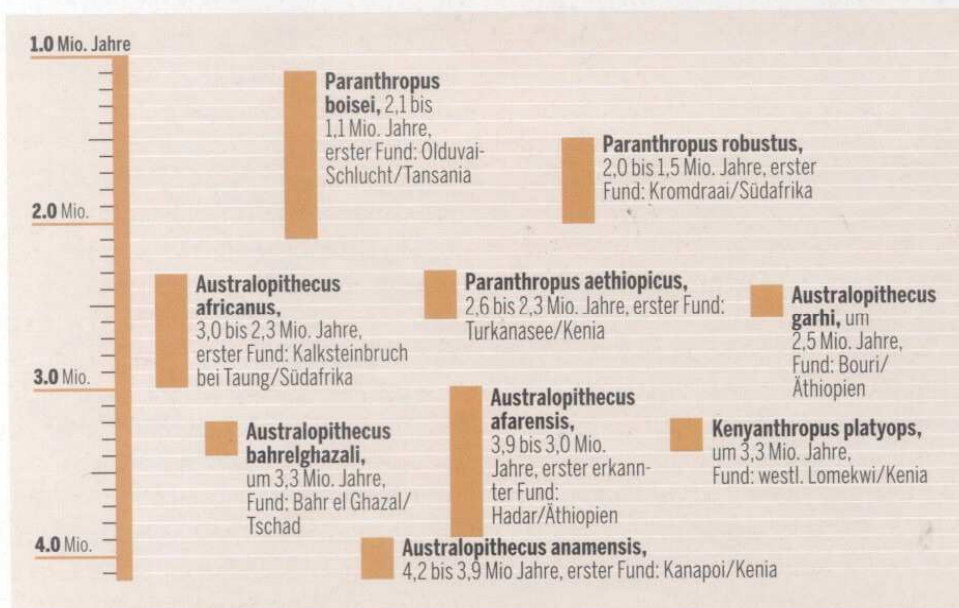 1.0 Mio. Jahre
Paranthropus
boisei, 2,1 bis
1,1 Mio. Jahre,
erster Fund: Olduvai-
Schlucht/Tansania
Paranthropus robustus,
2,0 bis 1,5 Mio. Jahre, erster
Fund: Kromdraai/Südafrika
2.0 Mio.
Australopithecus
africanus,
3,0 bis 2,3 Mio. Jahre,
erster Fund: Kalksteinbruch
bei Taung/Südafrika
Paranthropus aethiopicus,
2,6 bis 2,3 Mio. Jahre, erster Fund:
Turkanasee/Kenia
Australopithecus
garhi, um
2,5 Mio. Jahre,
Fund: Bouri/
Äthiopien
3.0 Mio.
Australopithecus
bahrelghazali,
um 3,3 Mio. Jahre,
Fund: Bahr el Ghazal/
Tschad
Australopithecus
afarensis,
3,9 bis 3,0 Mio.
Jahre, erster erkann-
ter Fund:
Hadar/Äthiopien
Kenyanthropus platyops,
um 3,3 Mio. Jahre,
Fund: westl. Lomekwi/Kenia
4.0 Mio.
Australopithecus anamensis,
4,2 bis 3,9 Mio Jahre, erster Fund: Kanapoi/Kenia